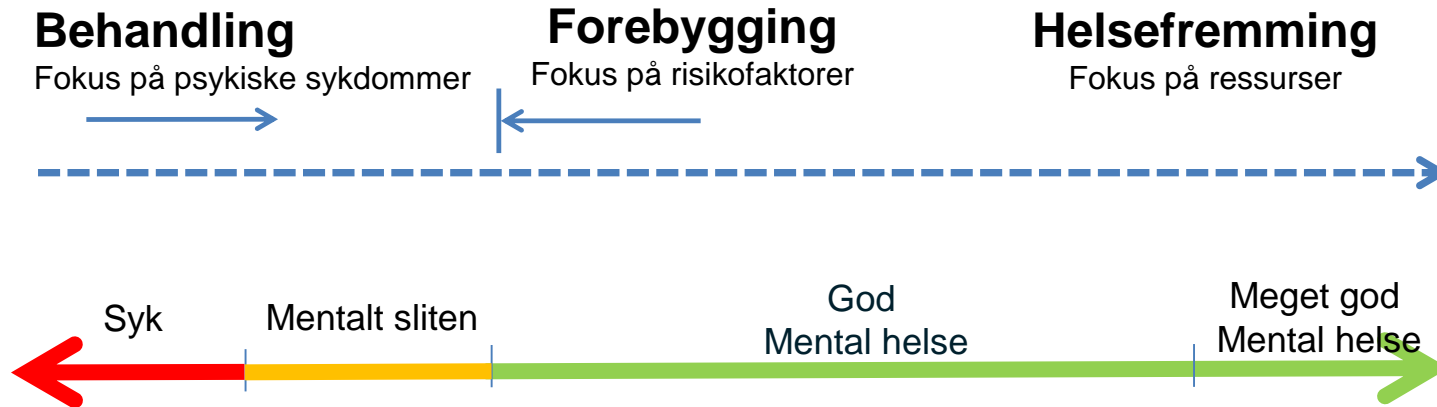 Behandling
Fokus på psykiske sykdommer
Forebygging
Fokus på risikofaktorer
Helsefremming
Fokus på ressurser
Syk
Mentalt sliten
God
Mental helse
Meget god
Mental helse